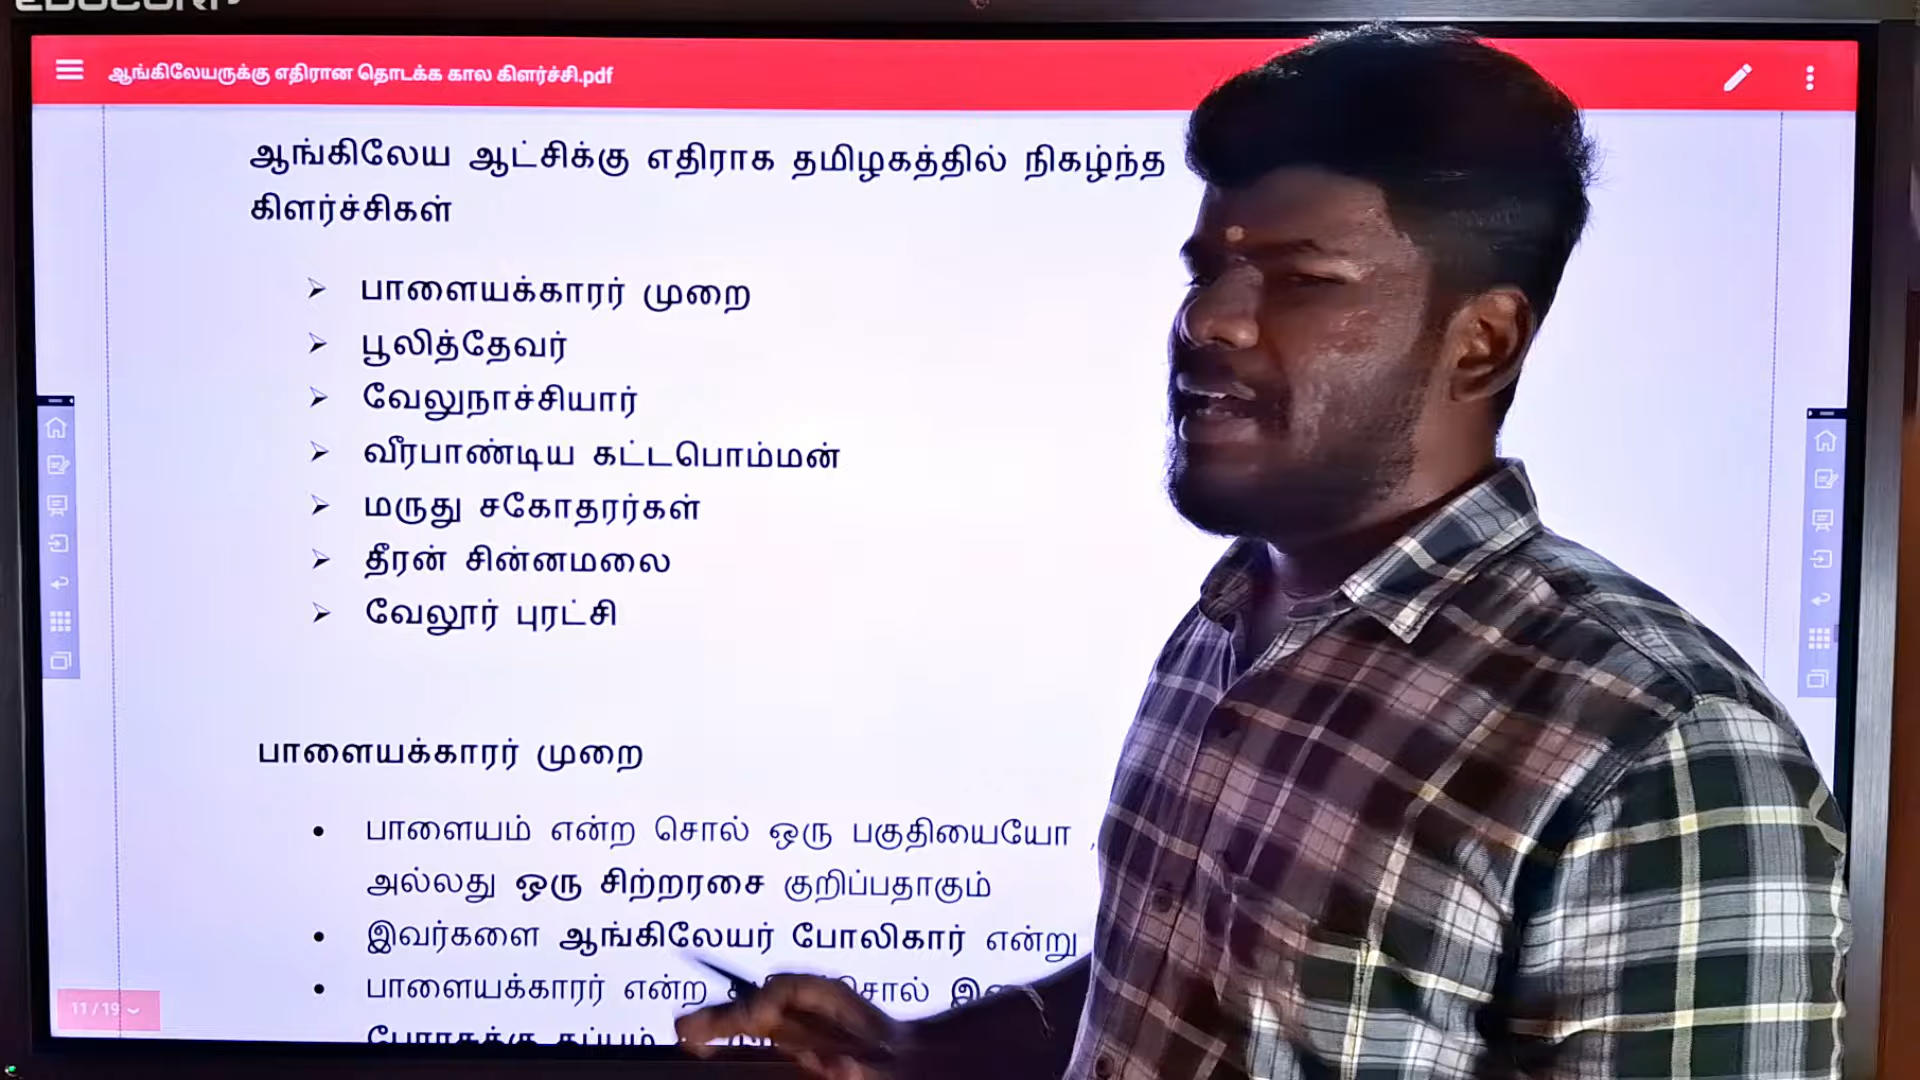 ஆங்கிலேயருக்கு எதிரான தொடக்க கால கிளர்ச்சி.pdf
ஆங்கிலேய ஆட்சிக்கு எதிராக தமிழகத்தில் நிகழ்ந்த
கிளர்ச்சிகள்
பாளையக்காரர் முறை
பூலித்தேவர்
வேலுநாச்சியார்
வீரபாண்டிய கட்டபொம்மன்
மருது சகோதரர்கள்
தீரன் சின்னமலை
வேலூர் புரட்சி
பாளையக்காரர் முறை
• பாளையம் என்ற சொல் ஒரு பகுதியையோ ,
அல்லது ஒரு சிற்றரசை குறிப்பதாகும்
• இவர்களை ஆங்கிலேயர் போலிகார் என்று
• பாளையக்காரர் என்ற
11 / 19